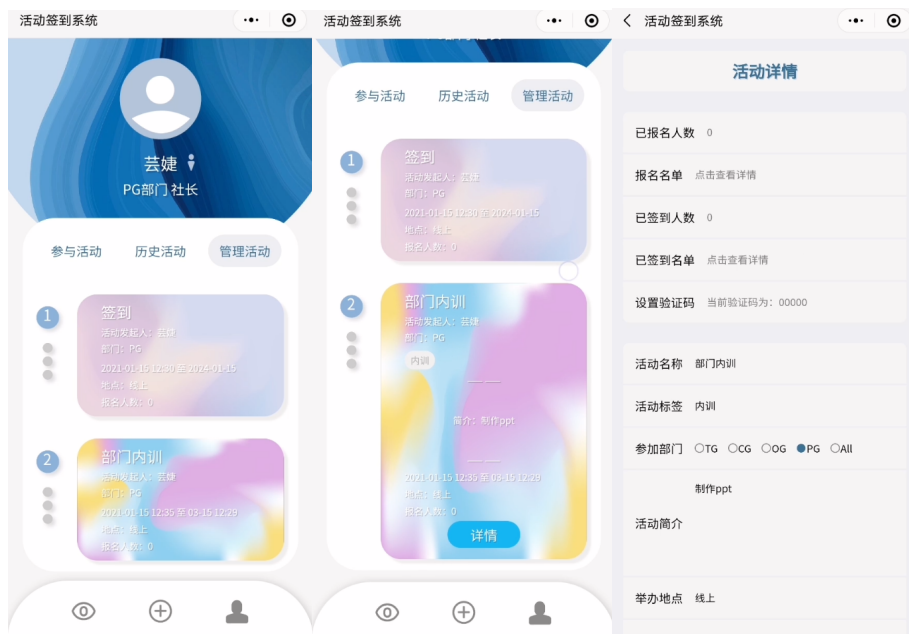 活动签到系统
芸婕
PG部门 社长
参与活动 历史活动 管理活动
1
签到
活动发起人：芸婕
部门：PG
2021-01-15 12:30 至 2024-01-15
地点：线上
报名人数：0
2
部门内训
活动发起人：芸婕
部门：PG
2021-01-15 12:35 至 03-15 12:29
地点：线上
报名人数：0
活动签到系统
参与活动 历史活动 管理活动
1
签到
活动发起人：芸婕
部门：PG
2021-01-15 12:30 至 2024-01-15
地点：线上
报名人数：0
2
部门内训
活动发起人：芸婕
部门：PG
内训
简介：制作ppt
2021-01-15 12:35 至 03-15 12:29
地点：线上
报名人数：0
详情
活动签到系统
活动详情
已报名人数 0
报名名单 点击查看详情
已签到人数 0
已签到名单 点击查看详情
设置验证码 当前验证码为：00000
活动名称 部门内训
活动标签 内训
参加部门 TG CG OG PG All
制作ppt
活动简介
举办地点 线上